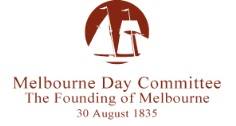 Melbourne Day Committee
The Founding of Melbourne
30 August 1835